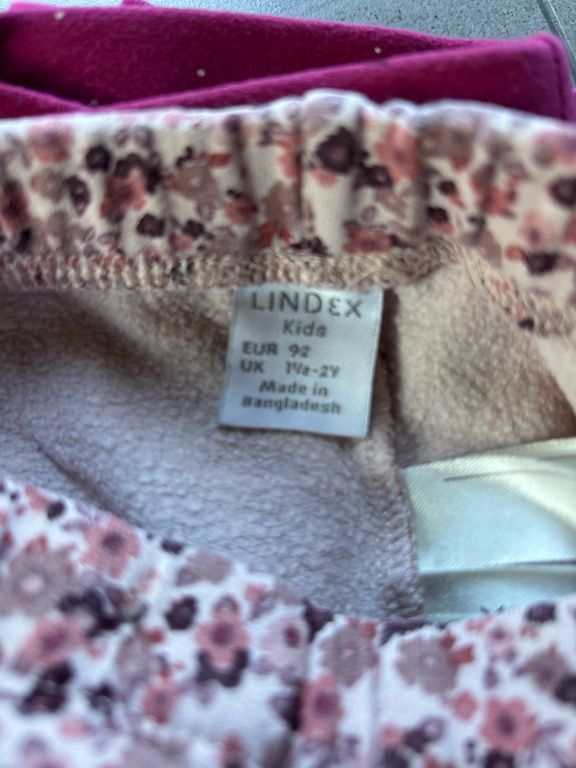 LINDEX
Kids
EUR 92
UK 1½-2Y
Made in
Bangladesh